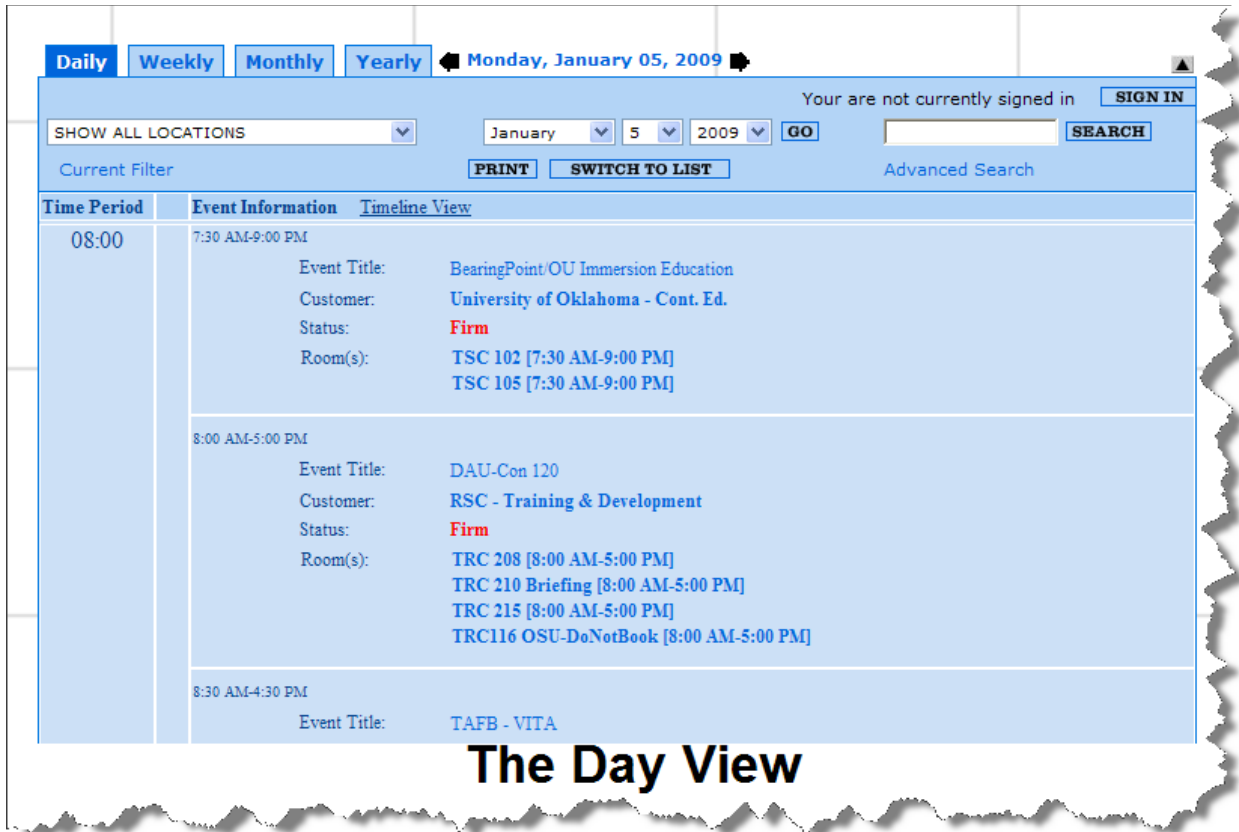 Daily Weekly Monthly Yearly Monday, January 05, 2009
Your are not currently signed in SIGN IN
SHOW ALL LOCATIONS January 5 2009 GO SEARCH
Current Filter PRINT SWITCH TO LIST Advanced Search
Time Period Event Information Timeline View
08:00 7:30 AM-9:00 PM
Event Title: BearingPoint/OU Immersion Education
Customer: University of Oklahoma - Cont. Ed.
Status: Firm
Room(s): TSC 102 [7:30 AM-9:00 PM]
TSC 105 [7:30 AM-9:00 PM]
8:00 AM-5:00 PM
Event Title: DAU-Con 120
Customer: RSC - Training & Development
Status: Firm
Room(s): TRC 208 [8:00 AM-5:00 PM]
TRC 210 Briefing [8:00 AM-5:00 PM]
TRC 215 [8:00 AM-5:00 PM]
TRC116 OSU-DoNotBook [8:00 AM-5:00 PM]
8:30 AM-4:30 PM
Event Title: TAFB - VITA
The Day View